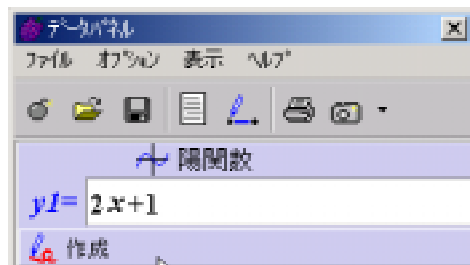 データパネル
ファイル オプション 表示 ヘルプ
陽関数
y1= 2x+1
作成